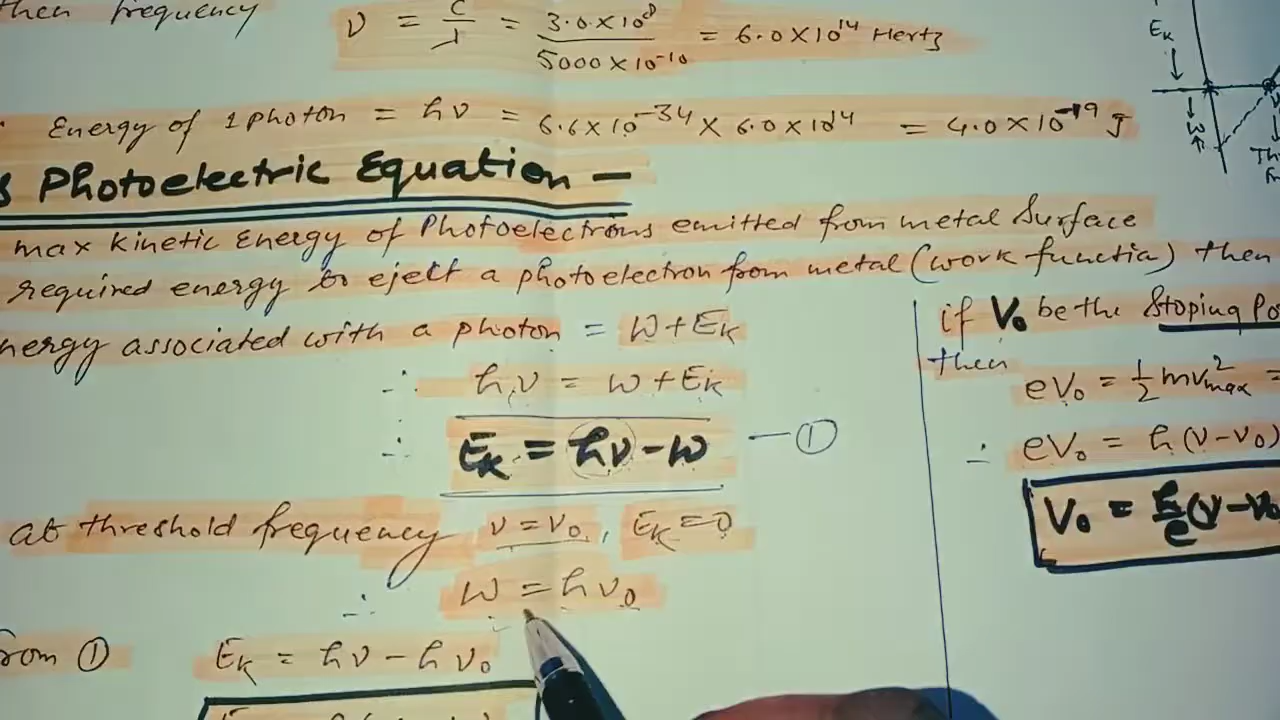 then frequency ν = c/λ = 3.0×10⁸/5000×10⁻¹⁰ = 6.0×10¹⁴ Hertz
Energy of 1 photon = hν = 6.6×10⁻³⁴ × 6.0×10¹⁴ = 4.0×10⁻¹⁹ J
Photoelectric Equation –
max kinetic Energy of Photoelectrons emitted from metal Surface
required energy to eject a photoelectron from metal (work functia) then
energy associated with a photon = W+Eₖ
∴ hν = W+Eₖ
∴ Eₖ = hν–W —①
at threshold frequency ν = ν₀, Eₖ=0
∴ W = hν₀
from ① Eₖ = hν – hν₀
if V₀ be the Stoping Po
then
eV₀ = ½mv²max =
∴ eV₀ = h(ν–ν₀)
V₀ = h/e(ν–ν₀
Eₖ
W